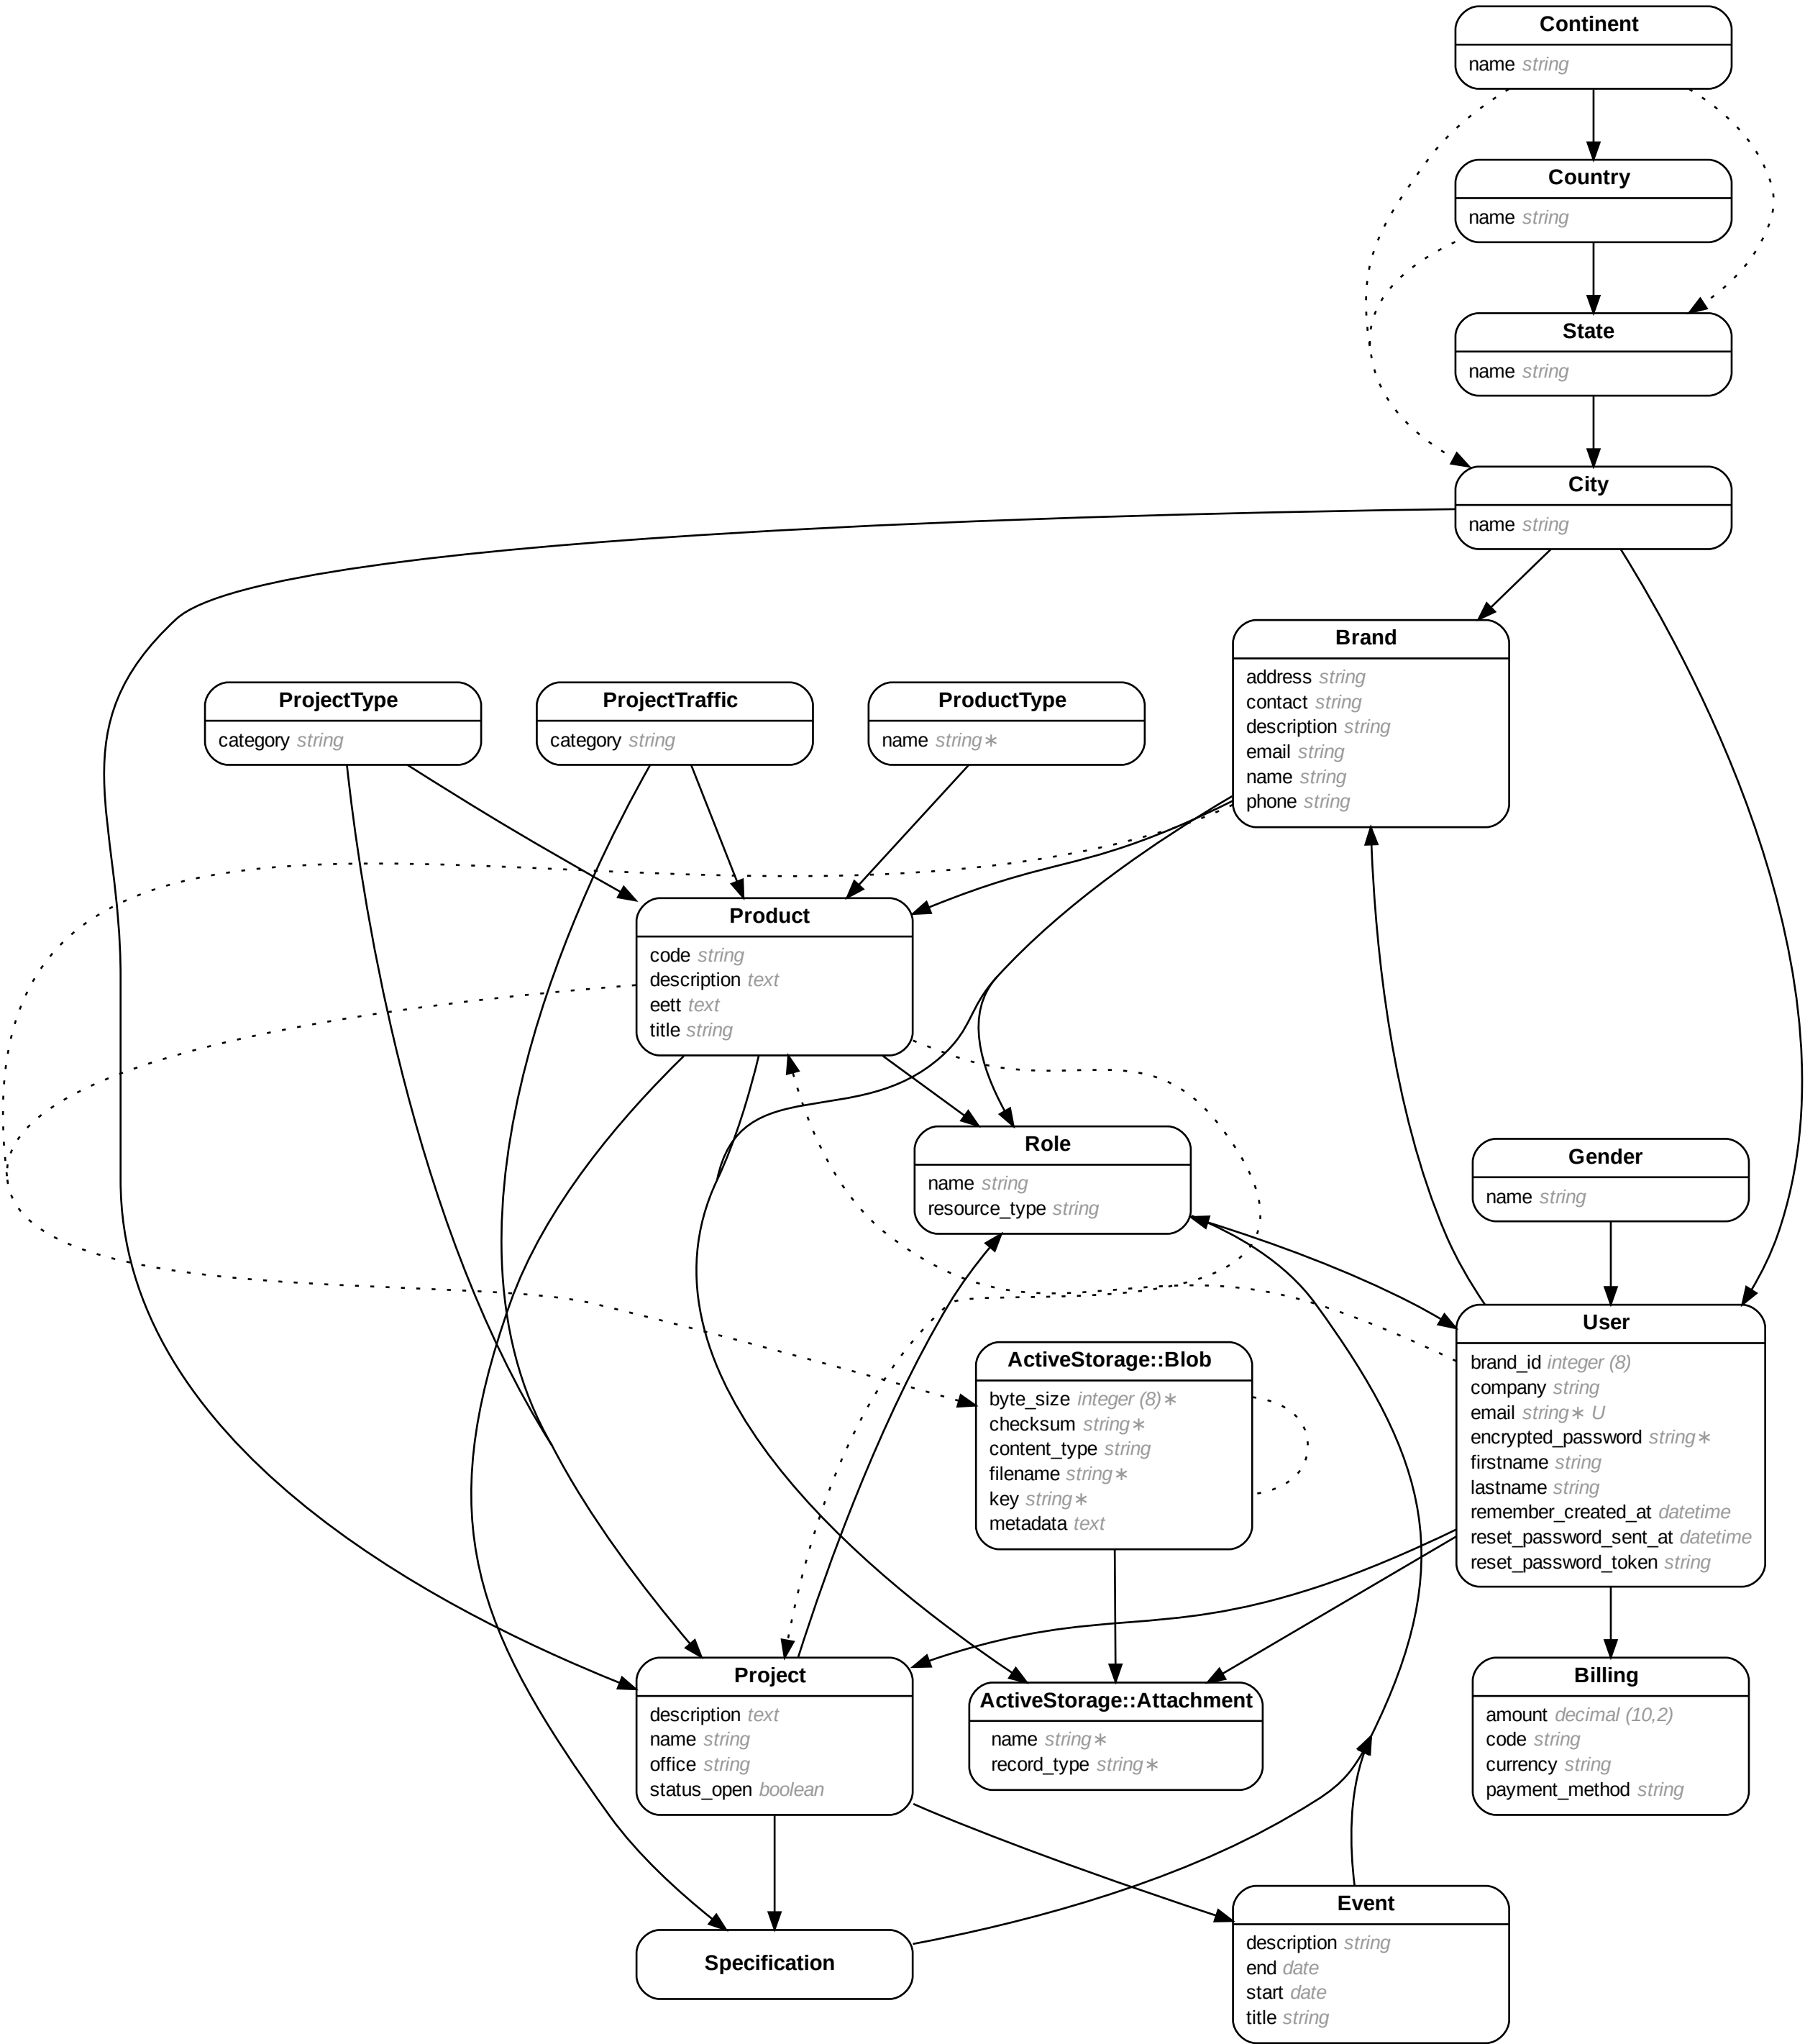 Continent
name string
Country
name string
State
name string
City
name string
Brand
address string
contact string
description string
email string
name string
phone string
ProjectType
category string
ProjectTraffic
category string
ProductType
name string∗
Product
code string
description text
eett text
title string
Role
name string
resource_type string
Gender
name string
User
brand_id integer (8)
company string
email string∗ U
encrypted_password string∗
firstname string
lastname string
remember_created_at datetime
reset_password_sent_at datetime
reset_password_token string
ActiveStorage::Blob
byte_size integer (8)∗
checksum string∗
content_type string
filename string∗
key string∗
metadata text
Project
description text
name string
office string
status_open boolean
ActiveStorage::Attachment
name string∗
record_type string∗
Billing
amount decimal (10,2)
code string
currency string
payment_method string
Specification
Event
description string
end date
start date
title string